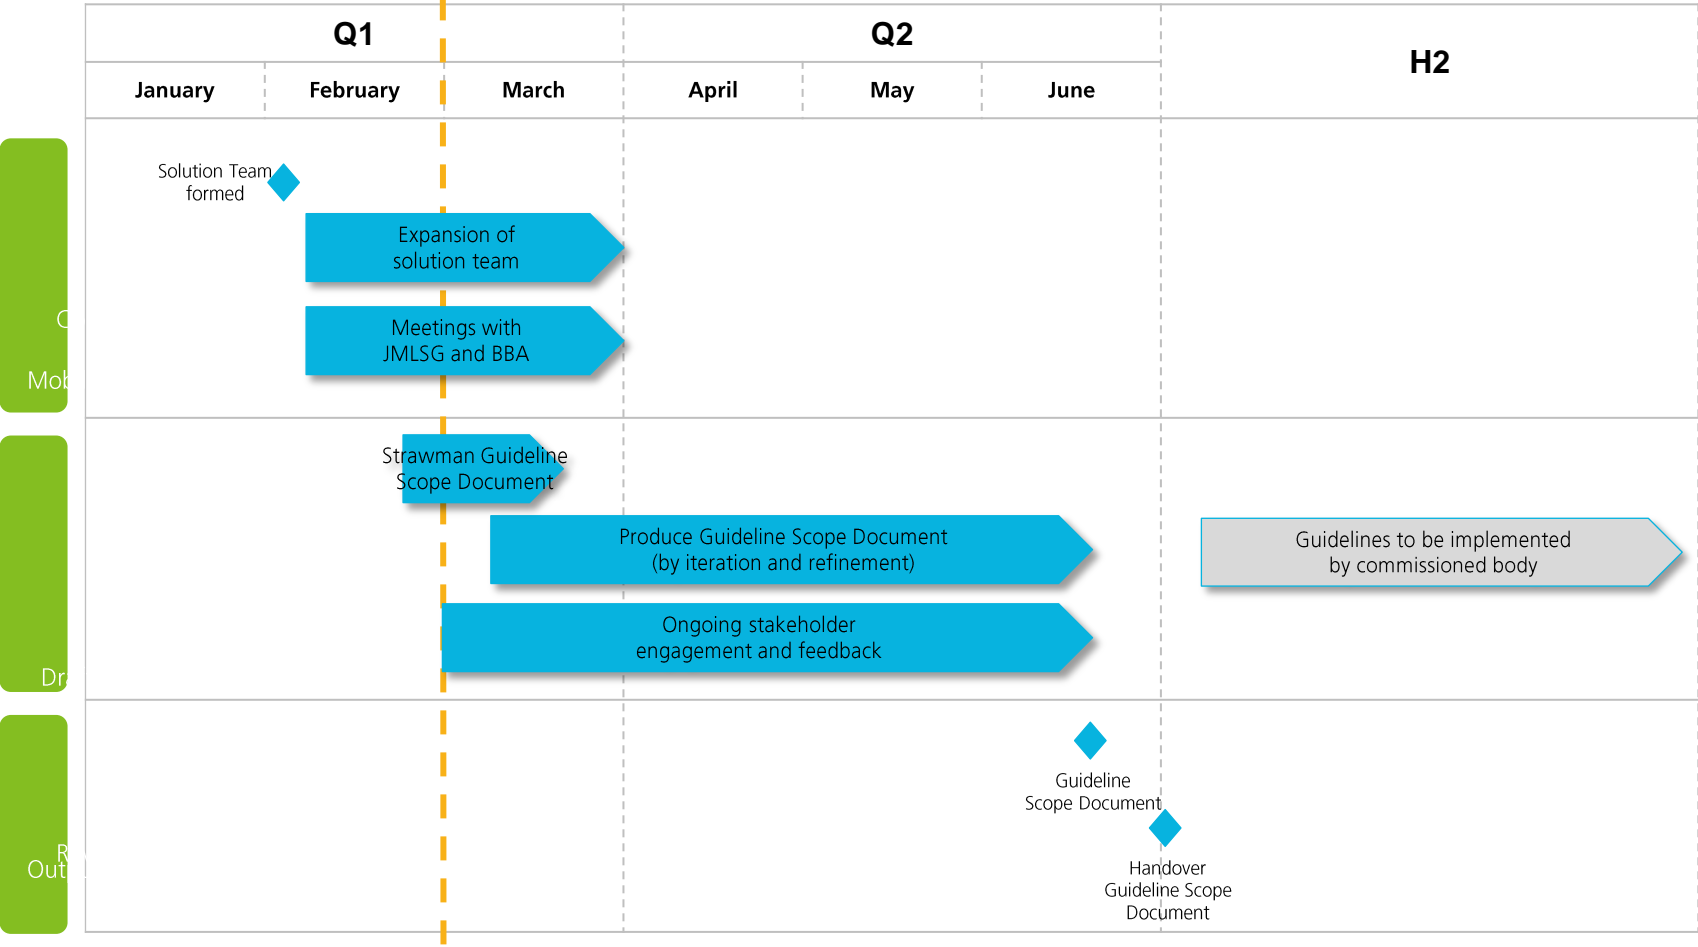 Q1
Q2
H2
January
February
March
April
May
June
Solution Team
formed
Expansion of
solution team
Meetings with
JMLSG and BBA
Strawman Guideline
Scope Document
Produce Guideline Scope Document
(by iteration and refinement)
Guidelines to be implemented
by commissioned body
Ongoing stakeholder
engagement and feedback
Guideline
Scope Document
Handover
Guideline Scope
Document